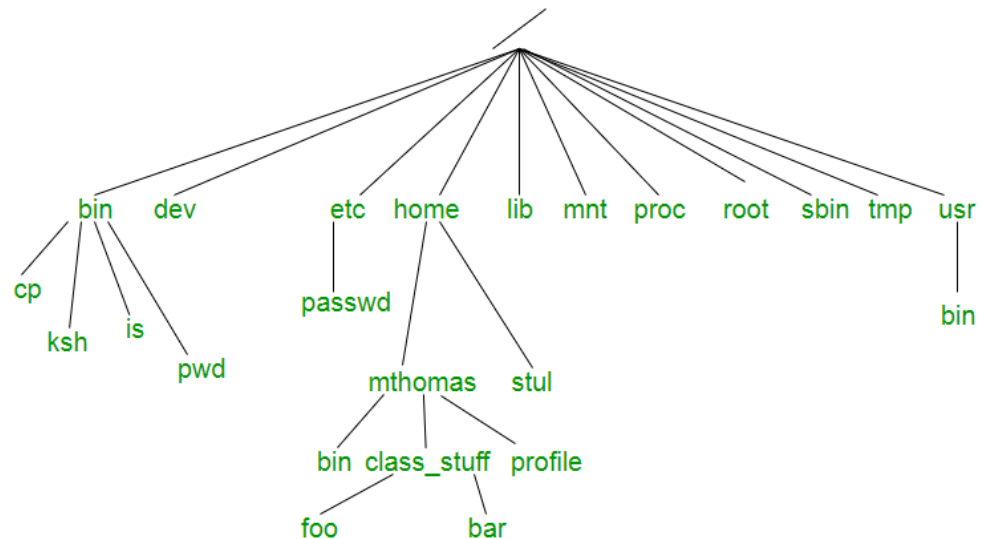 /
bin dev etc home lib mnt proc root sbin tmp usr
cp
passwd
bin
is
ksh
pwd
mthomas stul
bin class_stuff profile
foo bar